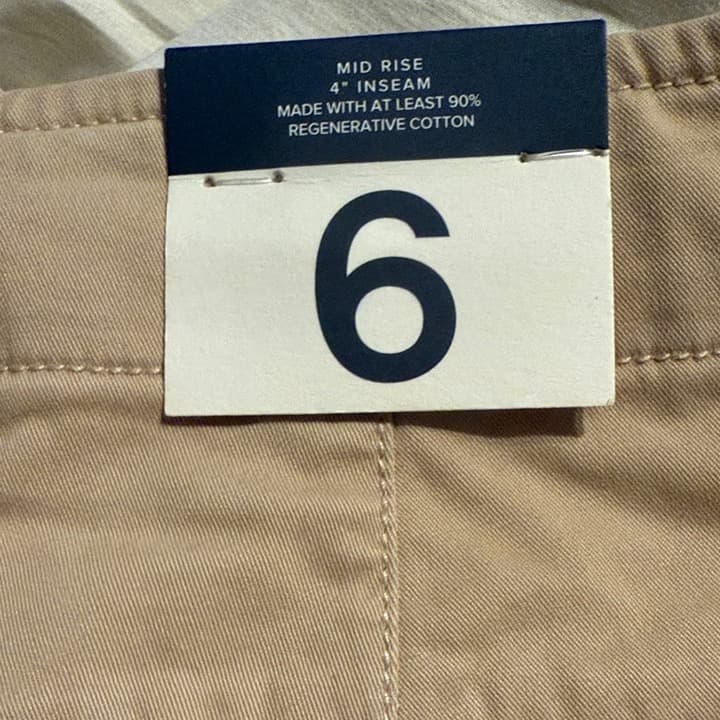 MID RISE
4" INSEAM
MADE WITH AT LEAST 90%
REGENERATIVE COTTON
6